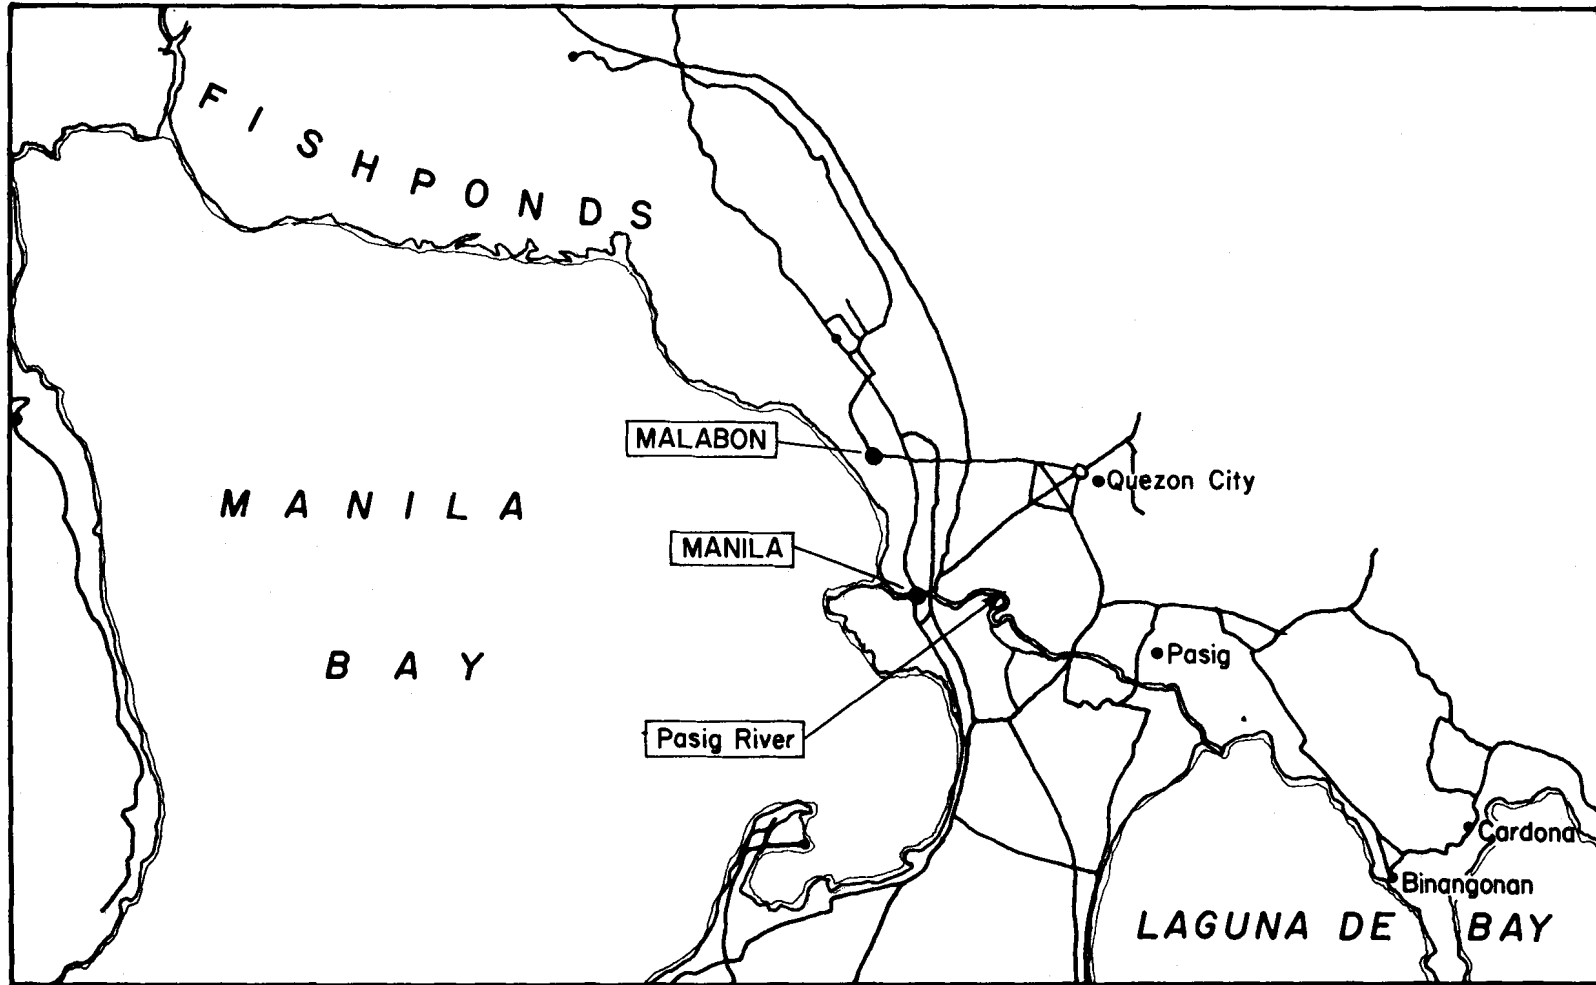 FISHPONDS
MALABON
Quezon City
MANILA
BAY
MANILA
Pasig
Pasig River
Cardona
Binangonan
LAGUNA DE BAY